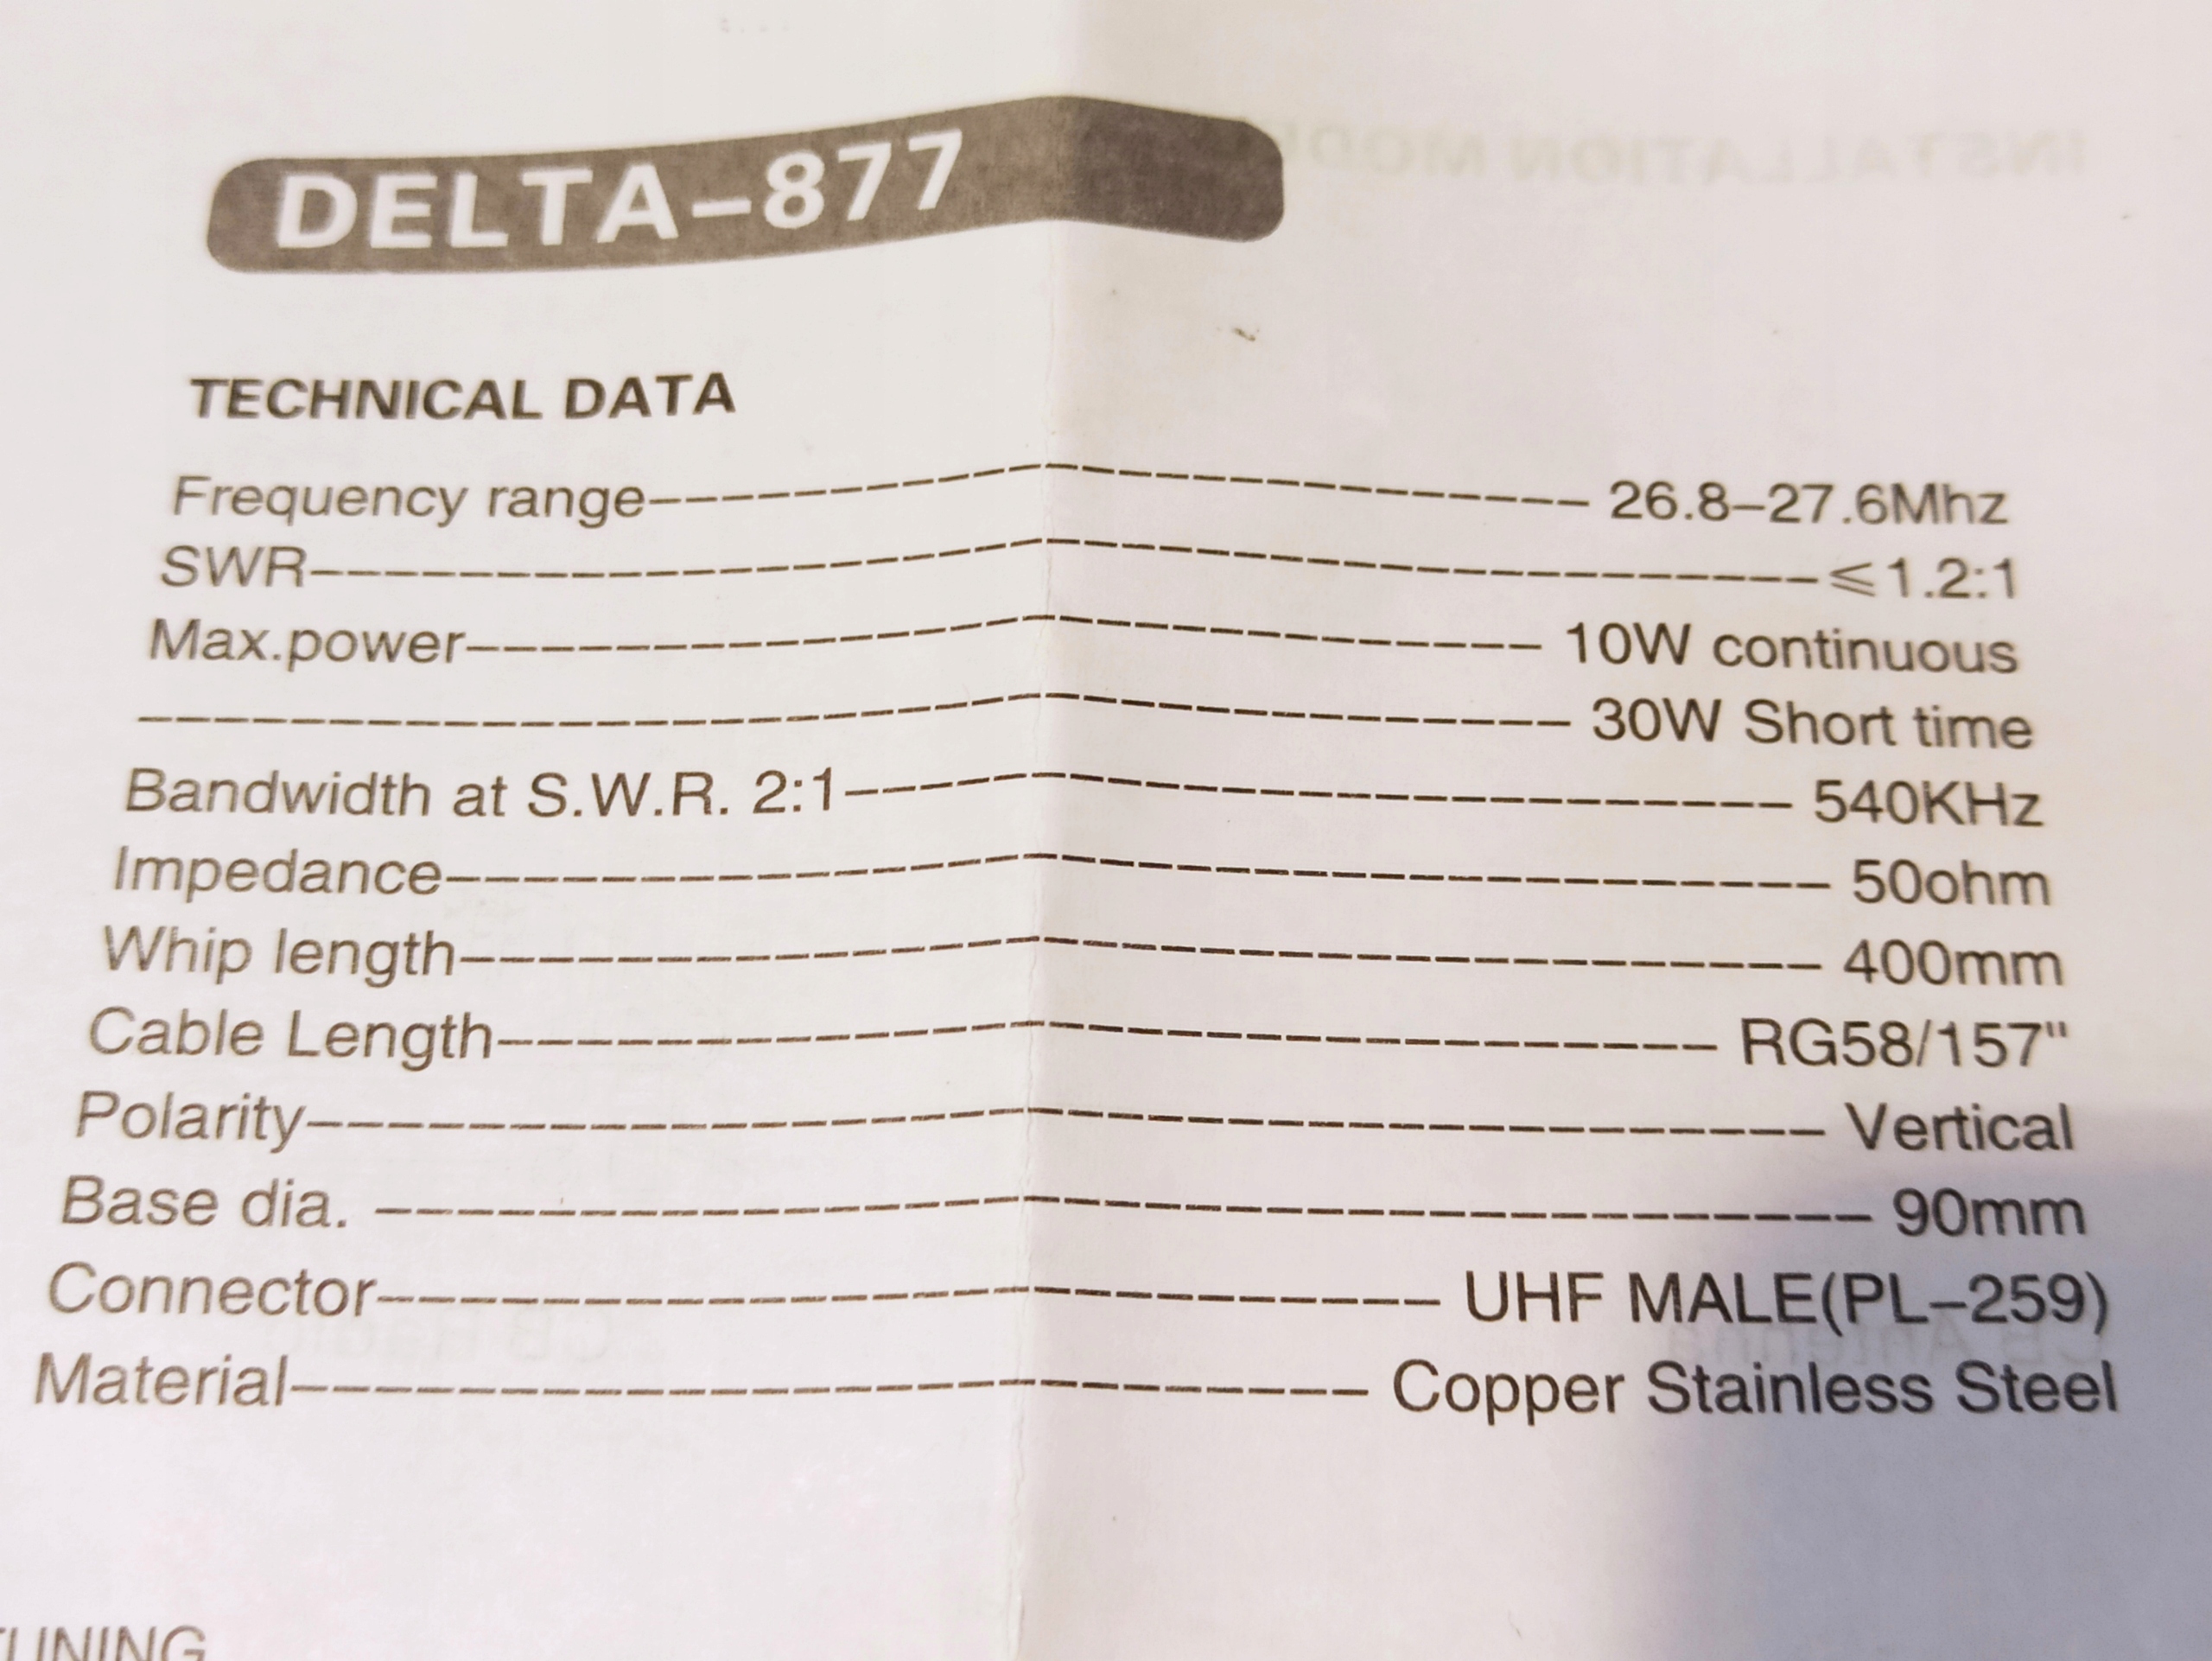 DELTA-877
TECHNICAL DATA
Frequency range---------------------- 26.8-27.6Mhz
SWR-----------------------------------≤1.2:1
Max.power------------------------- 10W continuous
--------------------------------- 30W Short time
Bandwidth at S.W.R. 2:1---------------------- 540KHz
Impedance-------------------------------- 50ohm
Whip length------------------------------- 400mm
Cable Length---------------------------- RG58/157"
Polarity----------------------------------- Vertical
Base dia. ---------------------------------- 90mm
Connector------------------------ UHF MALE(PL-259)
Material------------------------ Copper Stainless Steel
TUNING